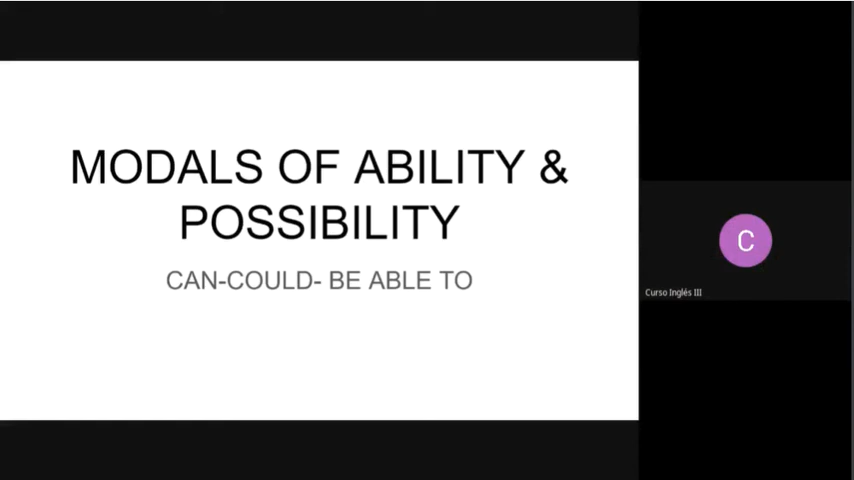 MODALS OF ABILITY &
POSSIBILITY
CAN-COULD- BE ABLE TO
C
Curso Inglés III